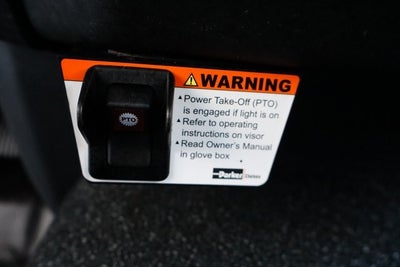 WARNING
PTO
Power Take-Off (PTO)
is engaged if light is on
Refer to operating
instructions on visor
Read Owner's Manual
in glove box
Parker